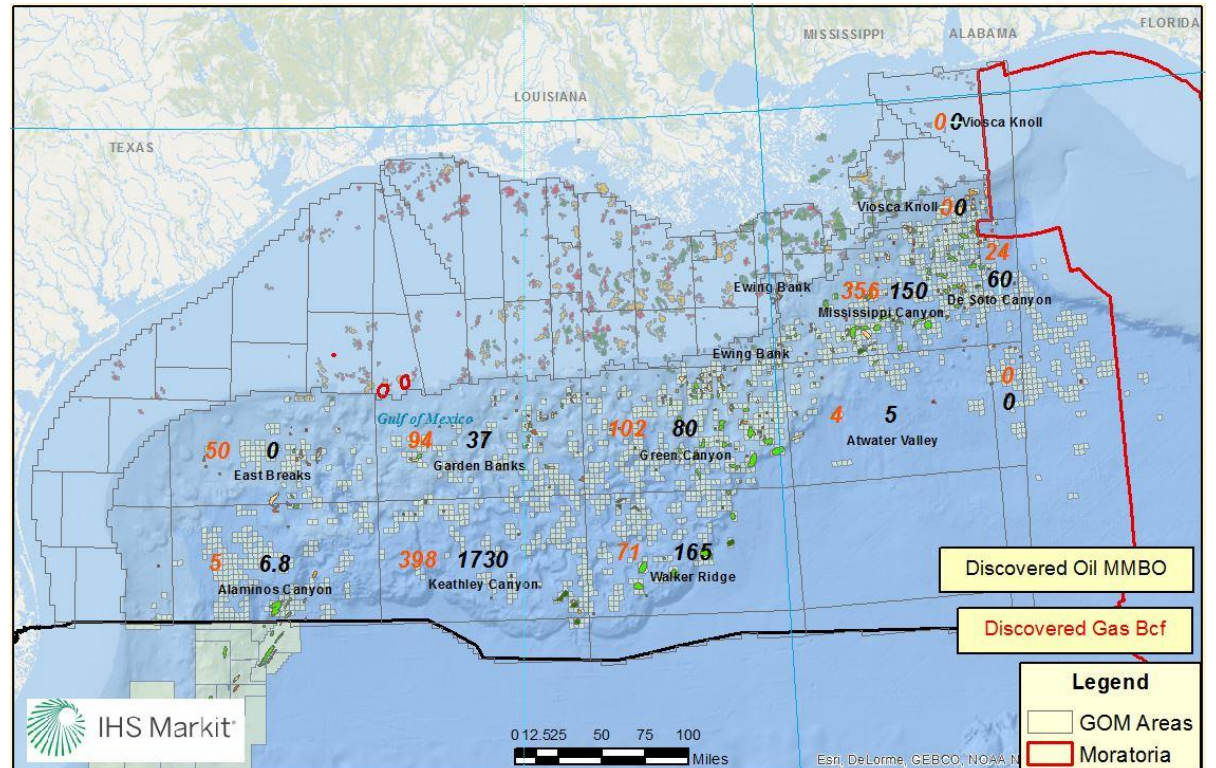 FLORIDA
MISSISSIPPI
ALABAMA
LOUISIANA
TEXAS
0
0
Viosca Knoll
Viosca Knoll
0
0
24
60
De Soto Canyon
Ewing Bank
356
150
Mississippi Canyon
Ewing Bank
0
0
Gulf of Mexico
50
0
East Breaks
94
37
Garden Banks
102
80
Green Canyon
4
5
Atwater Valley
5
6.8
Alaminos Canyon
398
1730
Keathley Canyon
71
165
Walker Ridge
Discovered Oil MMBO
Discovered Gas Bcf
Legend
GOM Areas
Moratoria
IHS Markit
0 12.525 50 75 100
Miles
Esri, DeLorme, GEBCO, NOAA